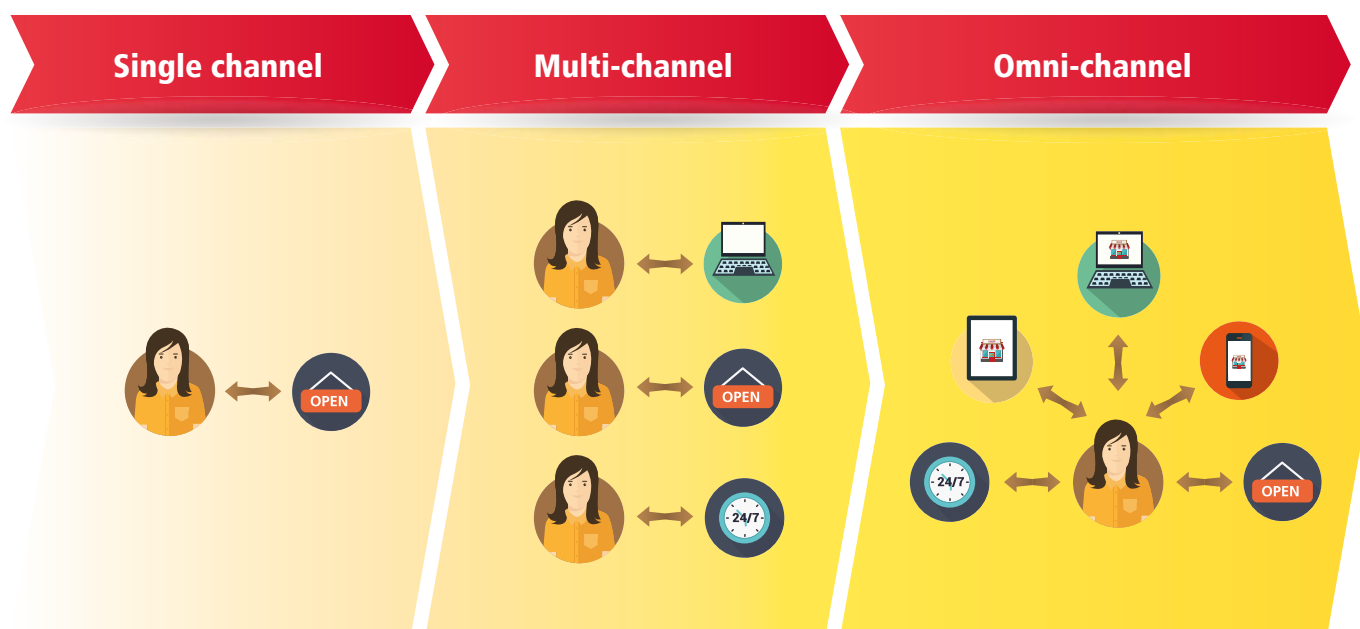 Single channel
Multi-channel
Omni-channel
OPEN
OPEN
24/7
24/7
OPEN